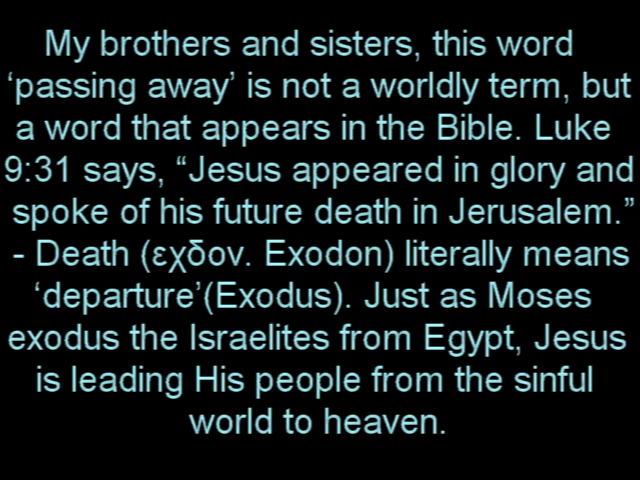 My brothers and sisters, this word
‘passing away’ is not a worldly term, but
a word that appears in the Bible. Luke
9:31 says, “Jesus appeared in glory and
spoke of his future death in Jerusalem.”
- Death (εχδον. Exodon) literally means
‘departure’(Exodus). Just as Moses
exodus the Israelites from Egypt, Jesus
is leading His people from the sinful
world to heaven.